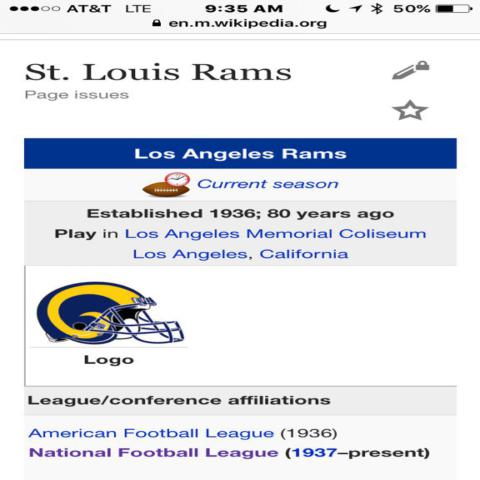 AT&T LTE 9:35 AM 50%
en.m.wikipedia.org
St. Louis Rams
Page issues
Los Angeles Rams
Current season
Established 1936; 80 years ago
Play in Los Angeles Memorial Coliseum
Los Angeles, California
Logo
League/conference affiliations
American Football League (1936)
National Football League (1937–present)